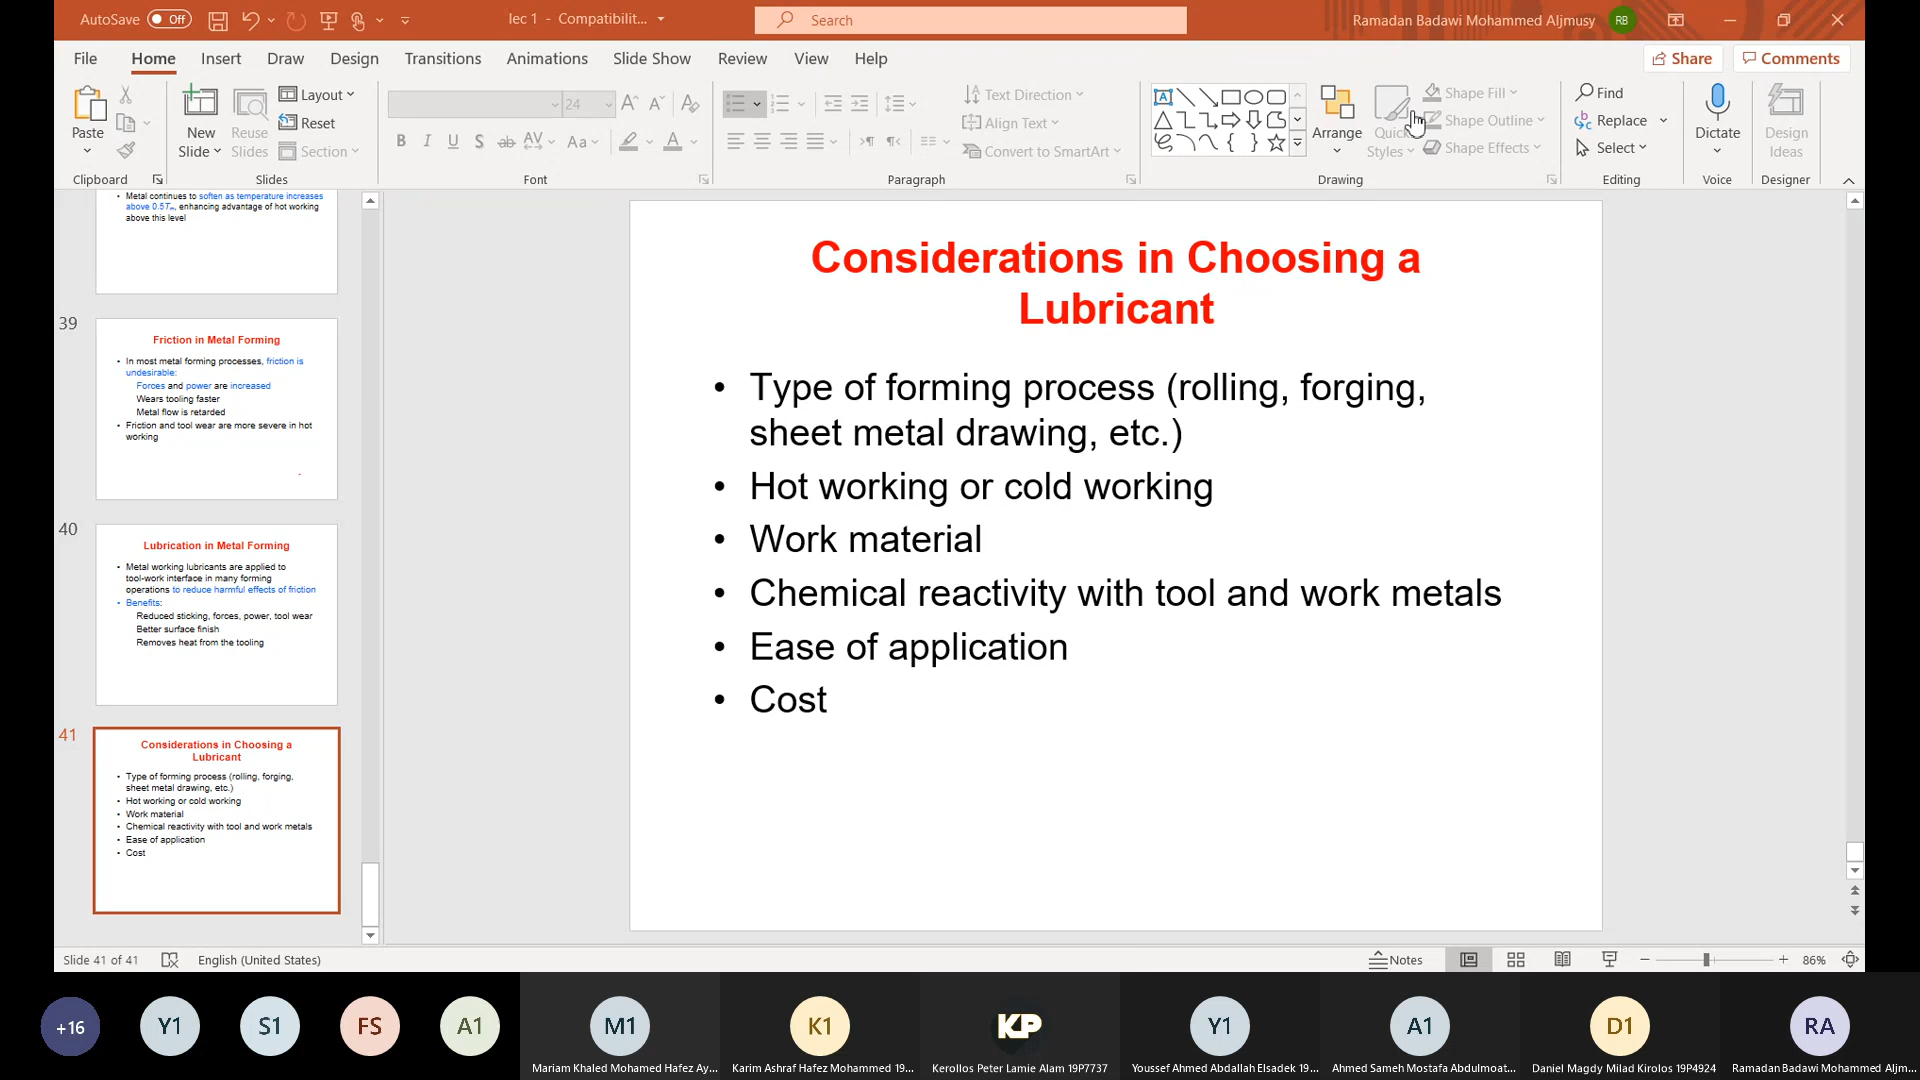 AutoSave Off
lec 1 - Compatibilit...
Search
Ramadan Badawi Mohammed Aljmusy RB
File Home Insert Draw Design Transitions Animations Slide Show Review View Help
Share Comments
Paste
New Slide
Reuse Slides
Layout
Reset
Section
24
B I U S ab AV Aa A
Text Direction
Align Text
Convert to SmartArt
Arrange
Quick Styles
Shape Fill
Shape Outline
Shape Effects
Find
Replace
Select
Dictate
Design Ideas
Clipboard Slides Font Paragraph Drawing Editing Voice Designer
• Metal continues to soften as temperature increases
above 0.5Tm, enhancing advantage of hot working
above this level
39
Friction in Metal Forming
• In most metal forming processes, friction is
undesirable:
Forces and power are increased
Wears tooling faster
Metal flow is retarded
• Friction and tool wear are more severe in hot
working
40
Lubrication in Metal Forming
• Metal working lubricants are applied to
tool-work interface in many forming
operations to reduce harmful effects of friction
• Benefits:
Reduced sticking, forces, power, tool wear
Better surface finish
Removes heat from the tooling
41
Considerations in Choosing a
Lubricant
• Type of forming process (rolling, forging,
sheet metal drawing, etc.)
• Hot working or cold working
• Work material
• Chemical reactivity with tool and work metals
• Ease of application
• Cost
Considerations in Choosing a
Lubricant
• Type of forming process (rolling, forging,
sheet metal drawing, etc.)
• Hot working or cold working
• Work material
• Chemical reactivity with tool and work metals
• Ease of application
• Cost
Slide 41 of 41 English (United States)
Notes
86%
+16 Y1 S1 FS A1 M1 K1 KP Y1 A1 D1 RA
Mariam Khaled Mohamed Hafez Ay...
Karim Ashraf Hafez Mohammed 19...
Kerollos Peter Lamie Alam 19P7737
Youssef Ahmed Abdallah Elsadek 19...
Ahmed Sameh Mostafa Abdulmoat...
Daniel Magdy Milad Kirolos 19P4924
Ramadan Badawi Mohammed Aljm...